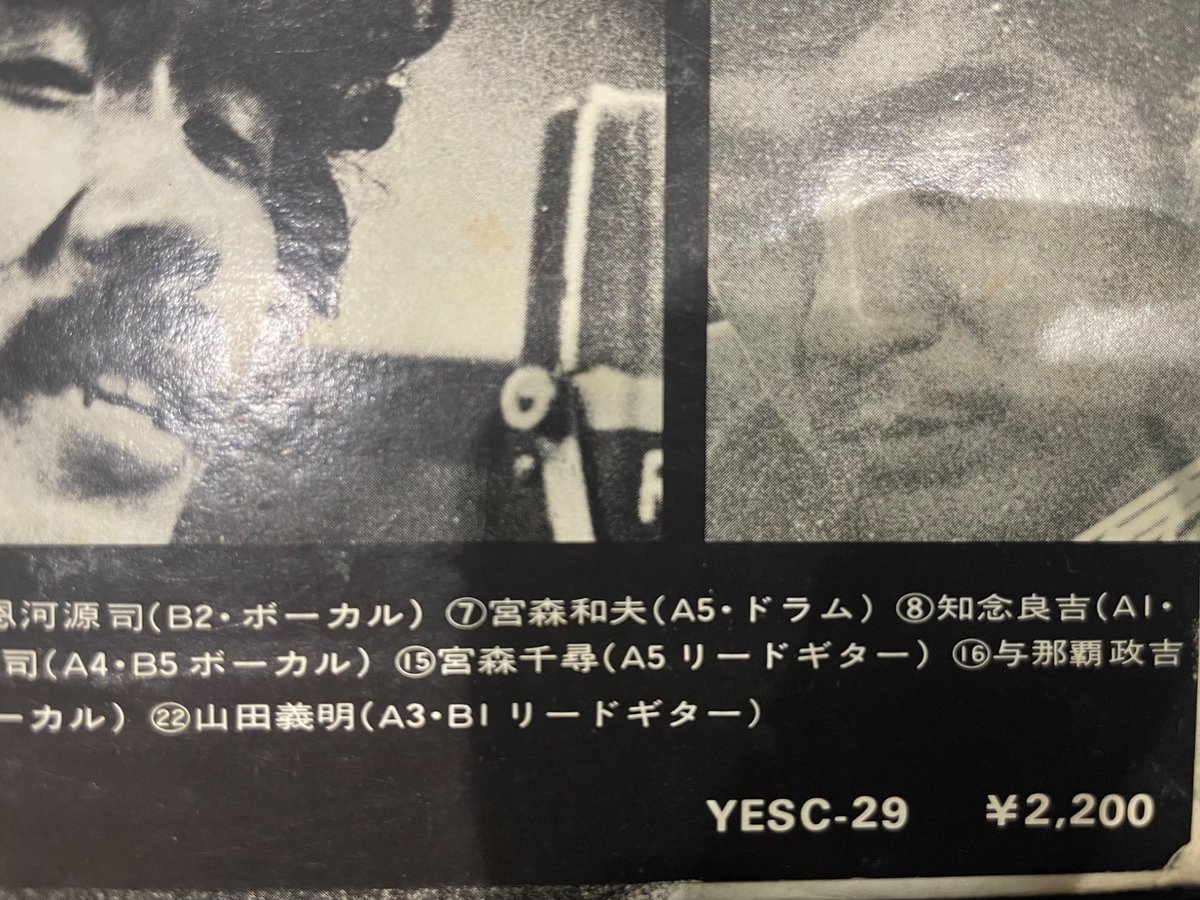 恩河源司(B2・ボーカル) ⑦宮森和夫(A5・ドラム) ⑧知念良吉(A1・
司(A4・B5 ボーカル) ⑮宮森千尋(A5 リードギター) ⑯与那覇政吉
ーカル) ㉒山田義明(A3・B1 リードギター)
YESC-29 ¥2,200